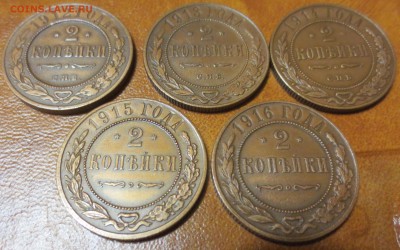 COINS.LAVE.RU
2
КОПѢЙКИ
С.П.Б.
2
КОПѢЙКИ
С.П.Б.
2
КОПѢЙКИ
1915 ГОДА
2
КОПѢЙКИ
1916 ГОДА
2
КОПѢЙКИ